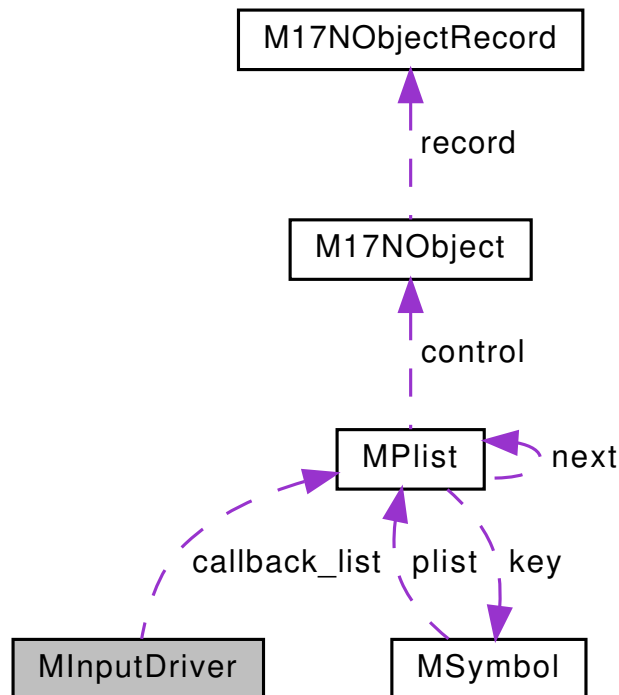 M17NObjectRecord
record
M17NObject
control
MPlist
next
callback_list
plist
key
MInputDriver
MSymbol